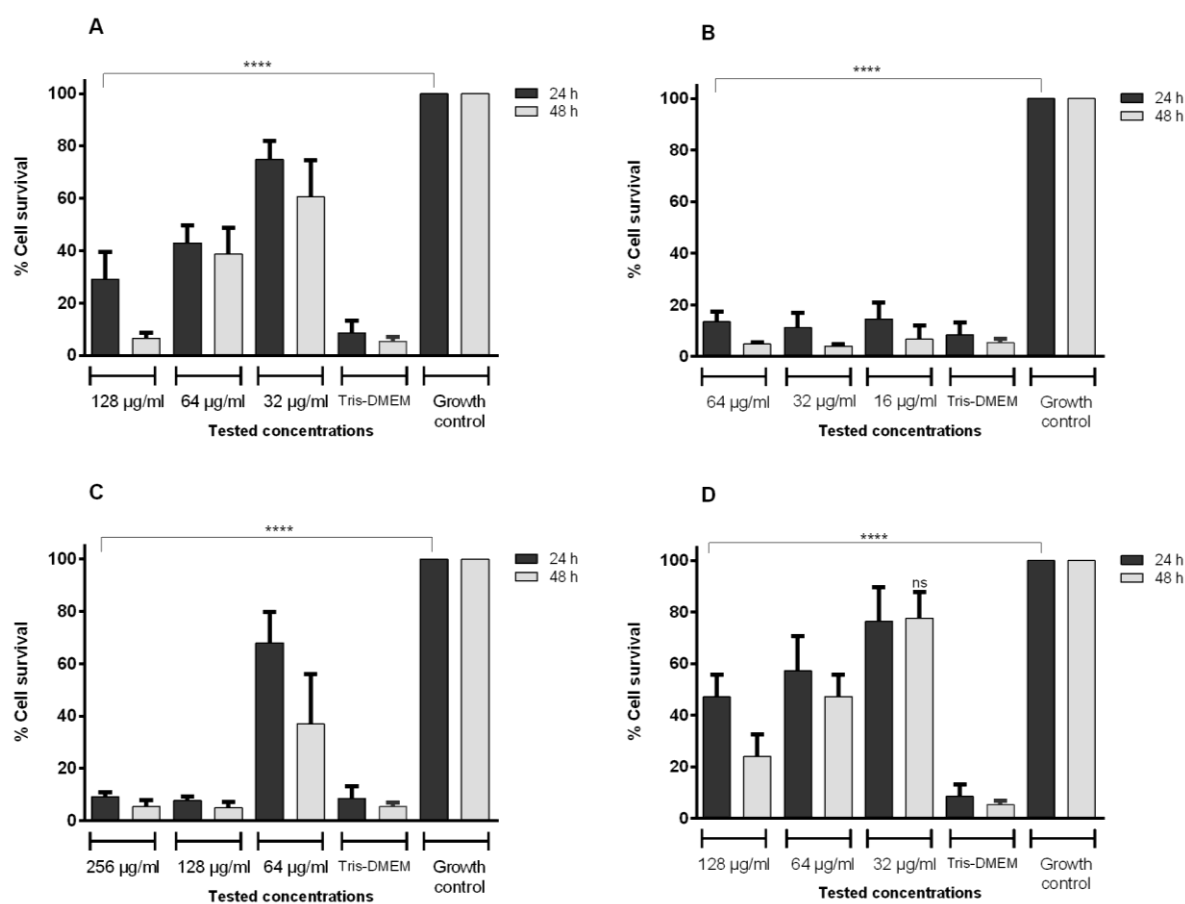 A
****
24 h
48 h
100
80
60
40
20
0
% Cell survival
128 µg/ml 64 µg/ml 32 µg/ml Tris-DMEM Growth
control
Tested concentrations
B
****
24 h
48 h
100
80
60
40
20
0
% Cell survival
64 µg/ml 32 µg/ml 16 µg/ml Tris-DMEM Growth
control
Tested concentrations
C
****
24 h
48 h
100
80
60
40
20
0
% Cell survival
256 µg/ml 128 µg/ml 64 µg/ml Tris-DMEM Growth
control
Tested concentrations
D
****
24 h
48 h
ns
100
80
60
40
20
0
% Cell survival
128 µg/ml 64 µg/ml 32 µg/ml Tris-DMEM Growth
control
Tested concentrations